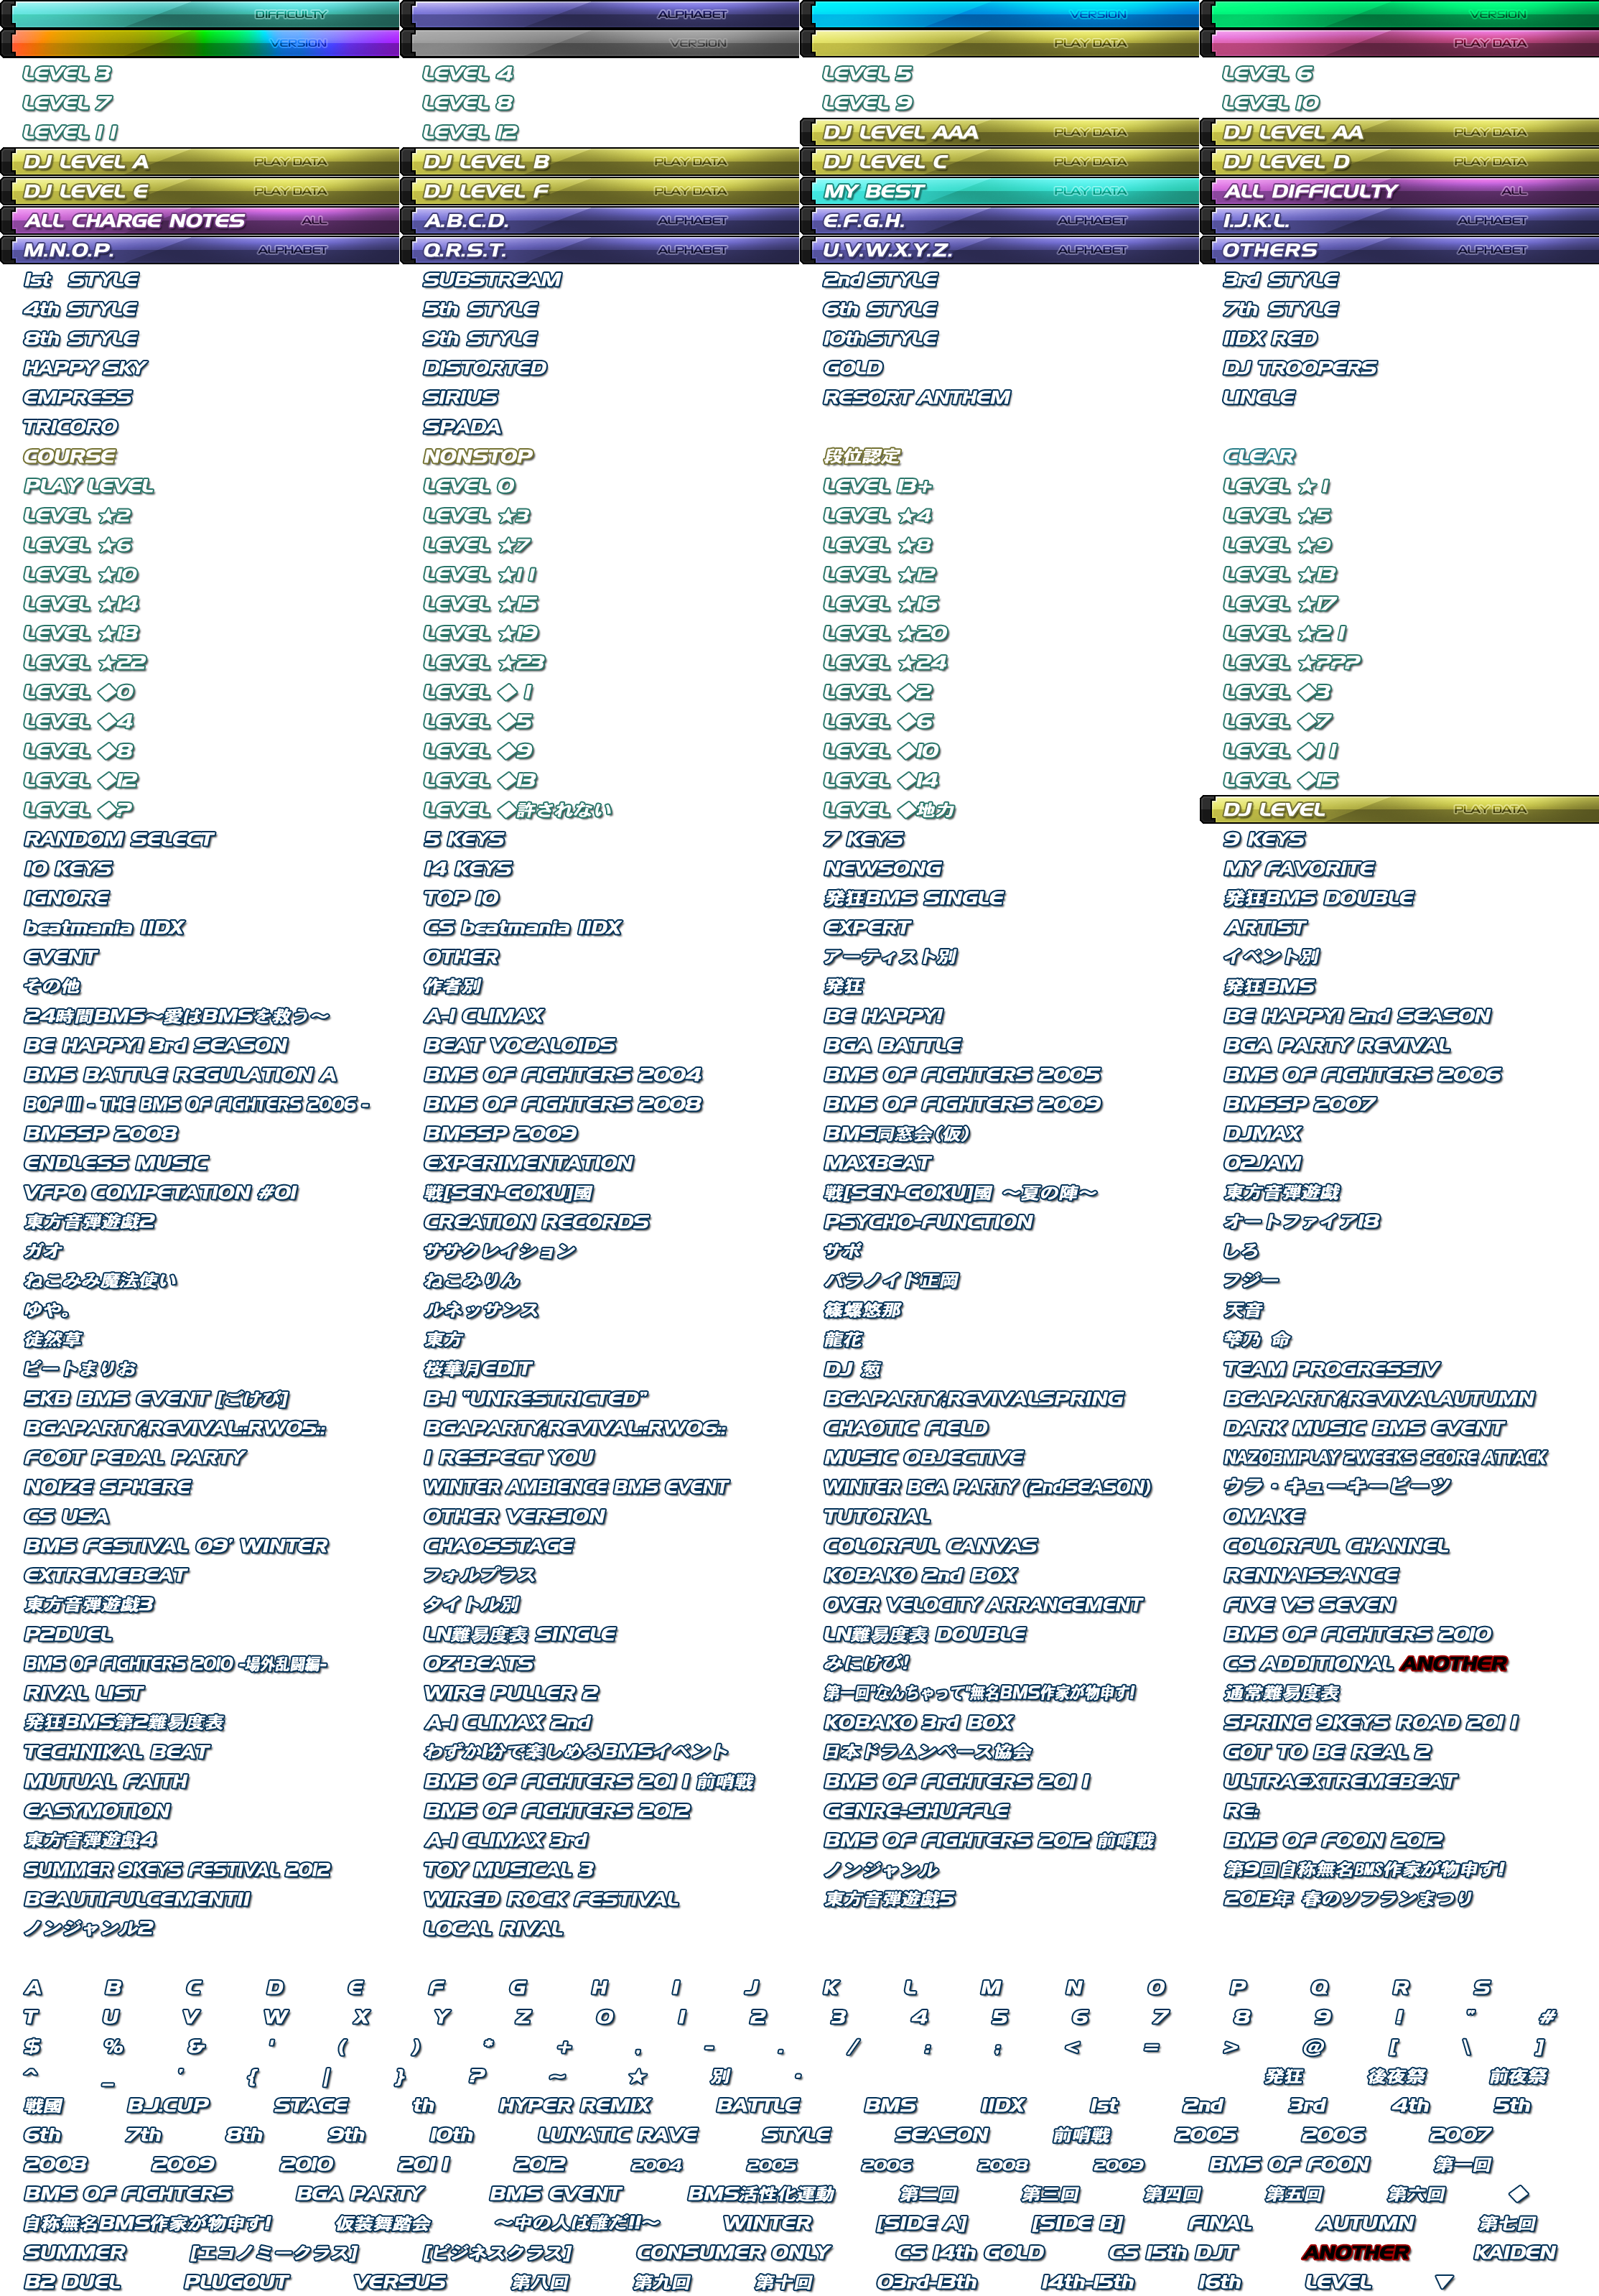 DIFFICULTY ALPHABET VERSION VERSION
VERSION VERSION PLAY DATA PLAY DATA
LEVEL 3 LEVEL 4 LEVEL 5 LEVEL 6
LEVEL 7 LEVEL 8 LEVEL 9 LEVEL 10
LEVEL 11 LEVEL 12 DJ LEVEL AAA PLAY DATA DJ LEVEL AA PLAY DATA
DJ LEVEL A PLAY DATA DJ LEVEL B PLAY DATA DJ LEVEL C PLAY DATA DJ LEVEL D PLAY DATA
DJ LEVEL E PLAY DATA DJ LEVEL F PLAY DATA MY BEST PLAY DATA ALL DIFFICULTY ALL
ALL CHARGE NOTES ALL A.B.C.D. ALPHABET E.F.G.H. ALPHABET I.J.K.L. ALPHABET
M.N.O.P. ALPHABET Q.R.S.T. ALPHABET U.V.W.X.Y.Z. ALPHABET OTHERS ALPHABET
1st STYLE SUBSTREAM 2nd STYLE 3rd STYLE
4th STYLE 5th STYLE 6th STYLE 7th STYLE
8th STYLE 9th STYLE 10thSTYLE IIDX RED
HAPPY SKY DISTORTED GOLD DJ TROOPERS
EMPRESS SIRIUS RESORT ANTHEM LINCLE
TRICORO SPADA
COURSE NONSTOP 段位認定 CLEAR
PLAY LEVEL LEVEL 0 LEVEL 13+ LEVEL ★1
LEVEL ★2 LEVEL ★3 LEVEL ★4 LEVEL ★5
LEVEL ★6 LEVEL ★7 LEVEL ★8 LEVEL ★9
LEVEL ★10 LEVEL ★11 LEVEL ★12 LEVEL ★13
LEVEL ★14 LEVEL ★15 LEVEL ★16 LEVEL ★17
LEVEL ★18 LEVEL ★19 LEVEL ★20 LEVEL ★21
LEVEL ★22 LEVEL ★23 LEVEL ★24 LEVEL ★???
LEVEL ◆0 LEVEL ◆1 LEVEL ◆2 LEVEL ◆3
LEVEL ◆4 LEVEL ◆5 LEVEL ◆6 LEVEL ◆7
LEVEL ◆8 LEVEL ◆9 LEVEL ◆10 LEVEL ◆11
LEVEL ◆12 LEVEL ◆13 LEVEL ◆14 LEVEL ◆15
LEVEL ◆? LEVEL ◆許されない LEVEL ◆地力 DJ LEVEL PLAY DATA
RANDOM SELECT 5 KEYS 7 KEYS 9 KEYS
10 KEYS 14 KEYS NEWSONG MY FAVORITE
IGNORE TOP 10 発狂BMS SINGLE 発狂BMS DOUBLE
beatmania IIDX CS beatmania IIDX EXPERT ARTIST
EVENT OTHER アーティスト別 イベント別
その他 作者別 発狂 発狂BMS
24時間BMS～愛はBMSを救う～ A-1 CLIMAX BE HAPPY! BE HAPPY! 2nd SEASON
BE HAPPY! 3rd SEASON BEAT VOCALOIDS BGA BATTLE BGA PARTY REVIVAL
BMS BATTLE REGULATION A BMS OF FIGHTERS 2004 BMS OF FIGHTERS 2005 BMS OF FIGHTERS 2006
BOF III - THE BMS OF FIGHTERS 2006 - BMS OF FIGHTERS 2008 BMS OF FIGHTERS 2009 BMSSP 2007
BMSSP 2008 BMSSP 2009 BMS同窓会(仮) DJMAX
ENDLESS MUSIC EXPERIMENTATION MAXBEAT O2JAM
VFPQ COMPETATION #01 戦[SEN-GOKU]國 戦[SEN-GOKU]國 ～夏の陣～ 東方音弾遊戯
東方音弾遊戯2 CREATION RECORDS PSYCHO-FUNCTION オートファイア18
ガオ ササクレイション サボ しろ
ねこみみ魔法使い ねこみりん パラノイド正岡 フジー
ゆや。 ルネッサンス 篠螺悠那 天音
徒然草 東方 龍花 梺乃 命
ビートまりお 桜華月EDIT DJ 葱 TEAM PROGRESSIV
5KB BMS EVENT [ごけび] B-1 "UNRESTRICTED" BGAPARTY;REVIVALSPRING BGAPARTY;REVIVALAUTUMN
BGAPARTY;REVIVAL::RW05:: BGAPARTY;REVIVAL::RW06:: CHAOTIC FIELD DARK MUSIC BMS EVENT
FOOT PEDAL PARTY I RESPECT YOU MUSIC OBJECTIVE NAZOBMPLAY 2WEEKS SCORE ATTACK
NOIZE SPHERE WINTER AMBIENCE BMS EVENT WINTER BGA PARTY (2ndSEASON) ウラ・キューキービーツ
CS USA OTHER VERSION TUTORIAL OMAKE
BMS FESTIVAL 09' WINTER CHAOSSTAGE COLORFUL CANVAS COLORFUL CHANNEL
EXTREMEBEAT フォルプラス KOBAKO 2nd BOX RENNAISSANCE
東方音弾遊戯3 タイトル別 OVER VELOCITY ARRANGEMENT FIVE VS SEVEN
P2DUEL LN難易度表 SINGLE LN難易度表 DOUBLE BMS OF FIGHTERS 2010
BMS OF FIGHTERS 2010 -場外乱闘編- OZ'BEATS みにけび! CS ADDITIONAL ANOTHER
RIVAL LIST WIRE PULLER 2 第一回"なんちゃって"無名BMS作家が物申す! 通常難易度表
発狂BMS第2難易度表 A-1 CLIMAX 2nd KOBAKO 3rd BOX SPRING 9KEYS ROAD 2011
TECHNIKAL BEAT わずか1分で楽しめるBMSイベント 日本ドラムンベース協会 GOT TO BE REAL 2
MUTUAL FAITH BMS OF FIGHTERS 2011 前哨戦 BMS OF FIGHTERS 2011 ULTRAEXTREMEBEAT
EASYMOTION BMS OF FIGHTERS 2012 GENRE-SHUFFLE RE:
東方音弾遊戯4 A-1 CLIMAX 3rd BMS OF FIGHTERS 2012 前哨戦 BMS OF FOON 2012
SUMMER 9KEYS FESTIVAL 2012 TOY MUSICAL 3 ノンジャンル 第9回自称無名BMS作家が物申す!
BEAUTIFULCEMENTII WIRED ROCK FESTIVAL 東方音弾遊戯5 2013年 春のソフランまつり
ノンジャンル2 LOCAL RIVAL
A B C D E F G H I J K L M N O P Q R S
T U V W X Y Z 0 1 2 3 4 5 6 7 8 9 ! " #
$ % & ' ( ) * + , - . / : ; < = > @ [ \ ]
^ _ ` { | } ? ～ ★ 別 ・ 発狂 後夜祭 前夜祭
戦國 B.J.CUP STAGE th HYPER REMIX BATTLE BMS IIDX 1st 2nd 3rd 4th 5th
6th 7th 8th 9th 10th LUNATIC RAVE STYLE SEASON 前哨戦 2005 2006 2007
2008 2009 2010 2011 2012 2004 2005 2006 2008 2009 BMS OF FOON 第一回
BMS OF FIGHTERS BGA PARTY BMS EVENT BMS活性化運動 第二回 第三回 第四回 第五回 第六回 ◆
自称無名BMS作家が物申す! 仮装舞踏会 ～中の人は誰だ!!～ WINTER [SIDE A] [SIDE B] FINAL AUTUMN 第七回
SUMMER [エコノミークラス] [ビジネスクラス] CONSUMER ONLY CS 14th GOLD CS 15th DJT ANOTHER KAIDEN
B2 DUEL PLUGOUT VERSUS 第八回 第九回 第十回 03rd-13th 14th-15th 16th LEVEL ▼